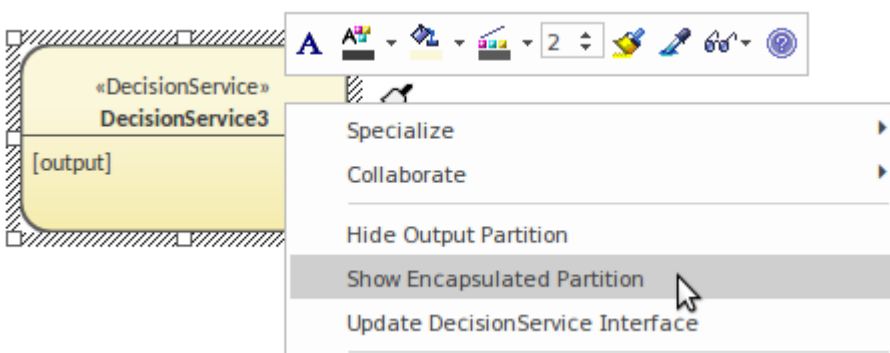 A A 2
«DecisionService»
DecisionService3
[output]
Specialize
Collaborate
Hide Output Partition
Show Encapsulated Partition
Update DecisionService Interface